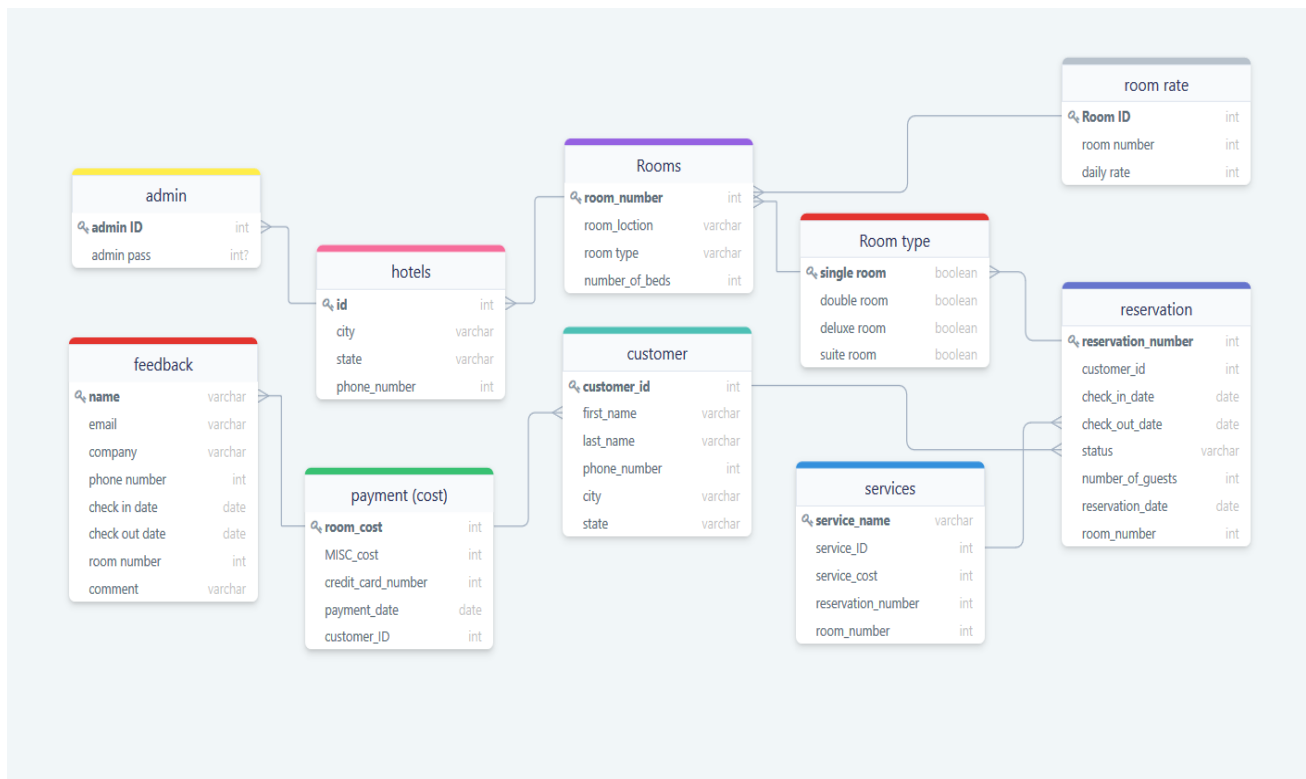 admin
admin ID int
admin pass int?
feedback
name varchar
email varchar
company varchar
phone number int
check in date date
check out date date
room number int
comment varchar
hotels
id int
city varchar
state varchar
phone_number int
payment (cost)
room_cost int
MISC_cost int
credit_card_number int
payment_date date
customer_ID int
Rooms
room_number int
room_loction varchar
room type varchar
number_of_beds int
customer
customer_id int
first_name varchar
last_name varchar
phone_number int
city varchar
state varchar
Room type
single room boolean
double room boolean
deluxe room boolean
suite room boolean
services
service_name varchar
service_ID int
service_cost int
reservation_number int
room_number int
room rate
Room ID int
room number int
daily rate int
reservation
reservation_number int
customer_id int
check_in_date date
check_out_date date
status varchar
number_of_guests int
reservation_date date
room_number int